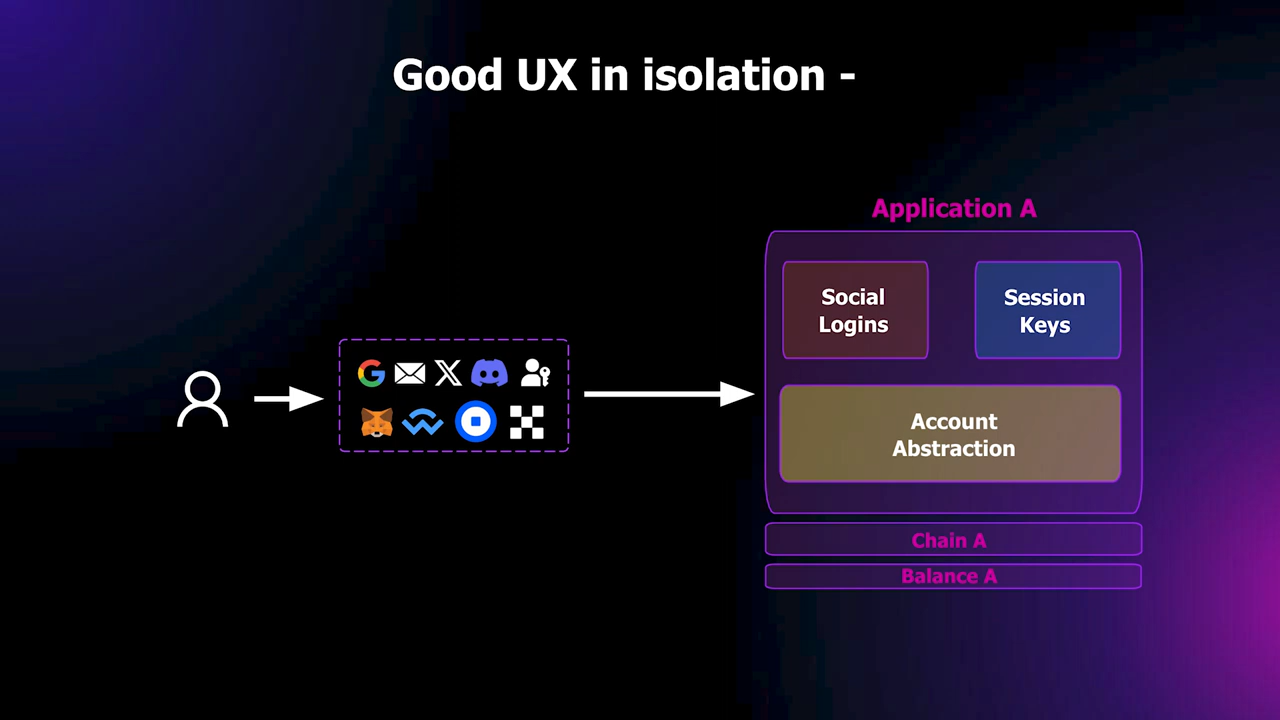 Good UX in isolation -
Application A
Social
Logins
Session
Keys
Account
Abstraction
Chain A
Balance A